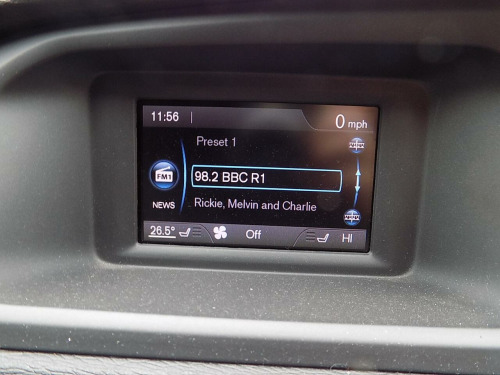 11:56
0 mph
Preset 1
FM1
98.2 BBC R1
NEWS
Rickie, Melvin and Charlie
26.5°
Off
HI